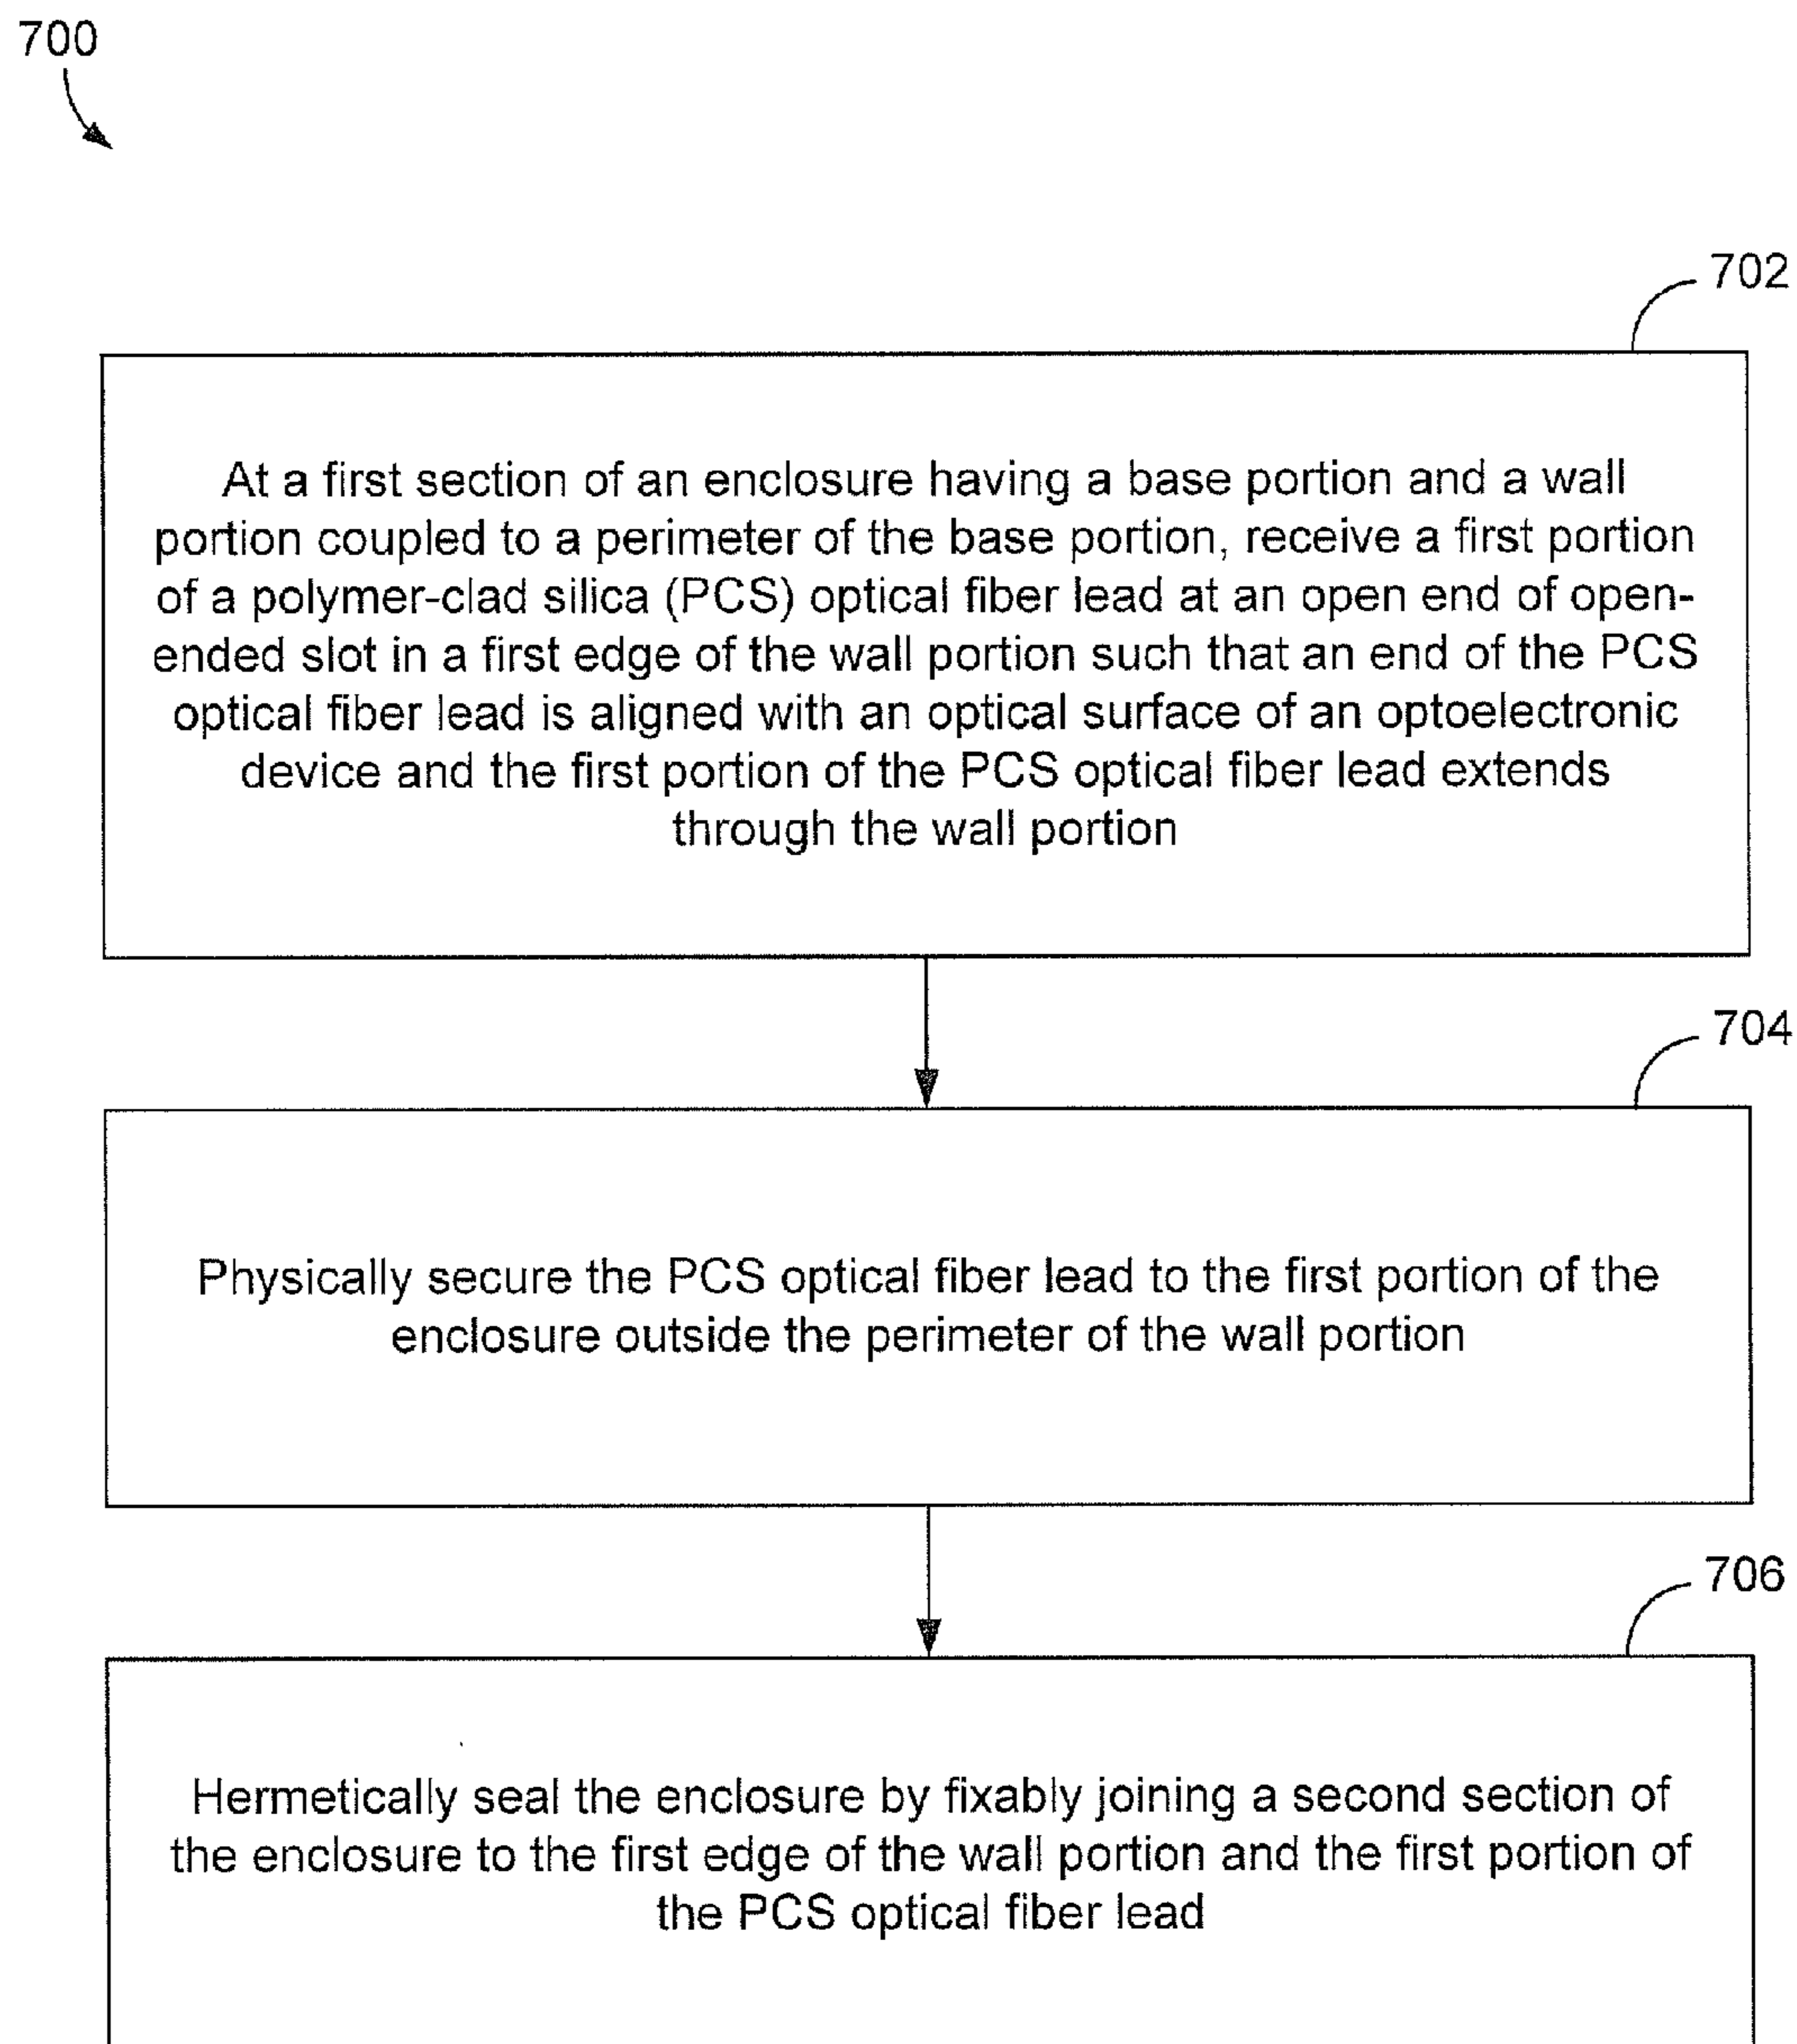 700
702
At a first section of an enclosure having a base portion and a wall
portion coupled to a perimeter of the base portion, receive a first portion
of a polymer-clad silica (PCS) optical fiber lead at an open end of open-
ended slot in a first edge of the wall portion such that an end of the PCS
optical fiber lead is aligned with an optical surface of an optoelectronic
device and the first portion of the PCS optical fiber lead extends
through the wall portion
704
Physically secure the PCS optical fiber lead to the first portion of the
enclosure outside the perimeter of the wall portion
706
Hermetically seal the enclosure by fixably joining a second section of
the enclosure to the first edge of the wall portion and the first portion of
the PCS optical fiber lead